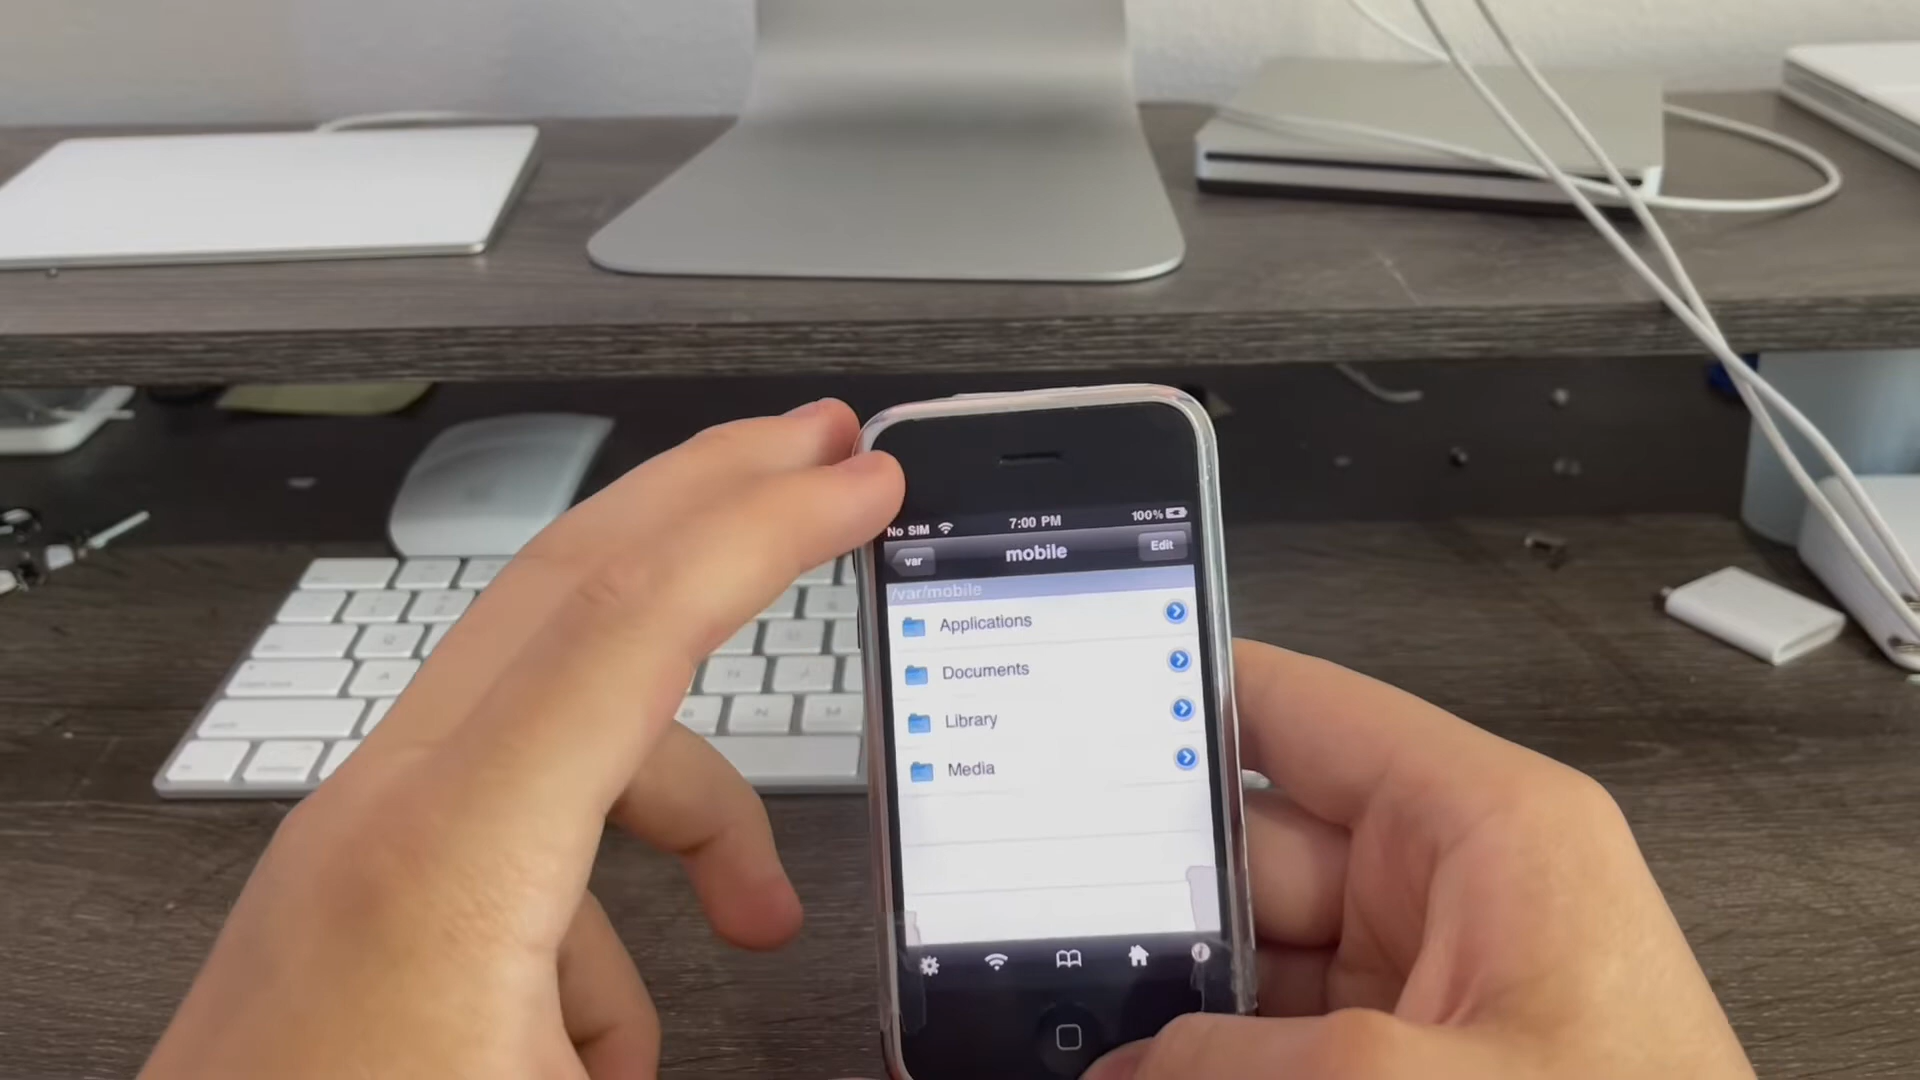 No SIM 7:00 PM 100%
var mobile Edit
/var/mobile
Applications
Documents
Library
Media